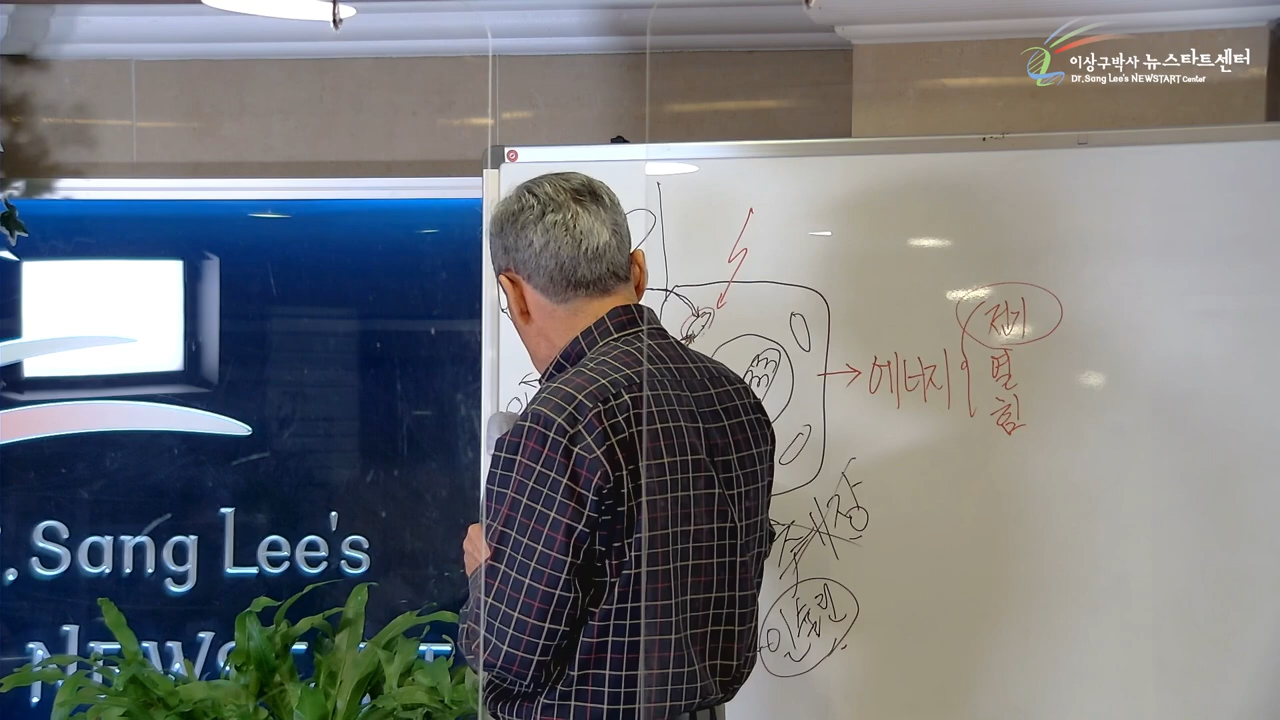 이상구박사 뉴스타트센터
Dr. Sang Lee's NEWSTART Center
전기
에너지
열
힘
인슐린
. Sang Lee's
NEWSTART